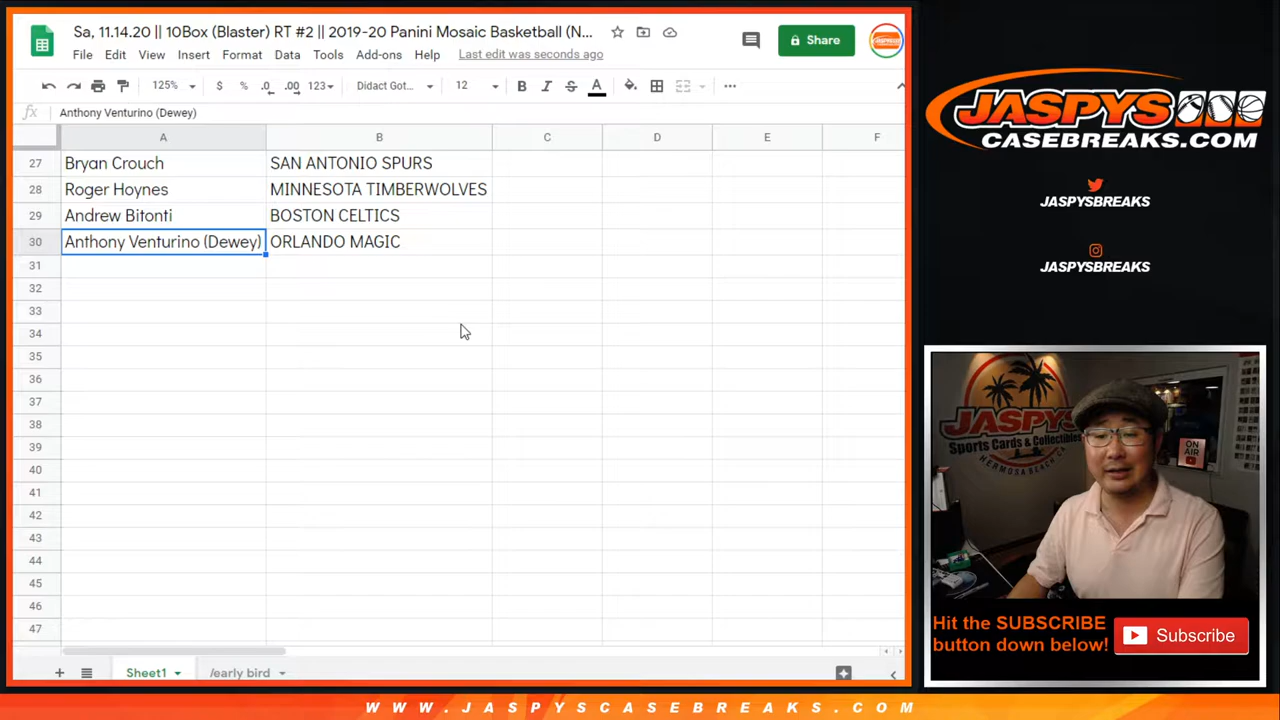 Sa, 11.14.20 || 10Box (Blaster) RT #2 || 2019-20 Panini Mosaic Basketball (N...
File Edit View Insert Format Data Tools Add-ons Help Last edit was seconds ago
Share
125% $ % .0 .00 123 Didact Got... 12 B I S A
fx Anthony Venturino (Dewey)
A B C D E F
27 Bryan Crouch SAN ANTONIO SPURS
28 Roger Hoynes MINNESOTA TIMBERWOLVES
29 Andrew Bitonti BOSTON CELTICS
30 Anthony Venturino (Dewey) ORLANDO MAGIC
31
32
33
34
35
36
37
38
39
40
41
42
43
44
45
46
47
Sheet1 /early bird
JASPYS
CASEBREAKS.COM
JASPYSBREAKS
JASPYSBREAKS
JASPYS
Sports Cards & Collectibles
HERMOSA BEACH
ON AIR
Hit the SUBSCRIBE
button down below!
Subscribe
WWW.JASPYSCASEBREAKS.COM